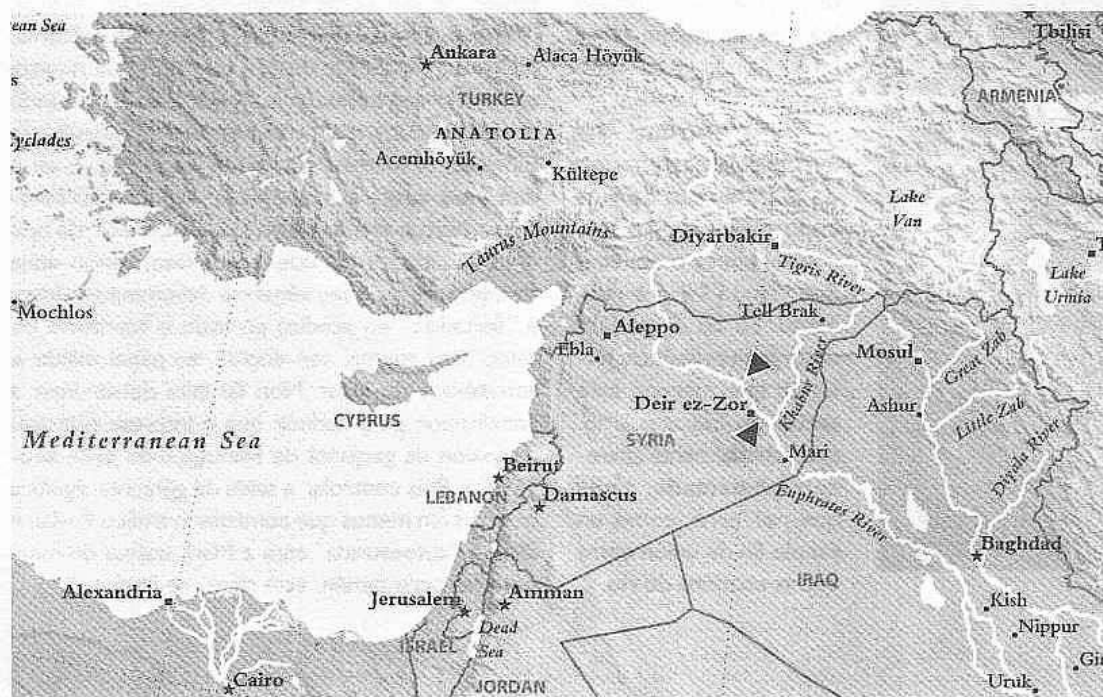 ean Sea
Ankara
Alaca Höyük
Tbilisi
TURKEY
ARMENIA
ANATOLIA
Cyclades
Acemhöyük
Kültepe
Lake
Van
Taurus Mountains
Diyarbakir
Tigris River
Lake
Urmia
Mochlos
Tell Brak
Aleppo
Ebla
Mosul
Great Zab
Khabur River
Deir ez-Zor
Ashur
Little Zab
CYPRUS
SYRIA
Mediterranean Sea
Mari
Diyala River
Beirut
LEBANON
Damascus
Euphrates River
Baghdad
IRAQ
Alexandria
Jerusalem
Amman
Kish
Dead
Sea
Nippur
ISRAEL
Cairo
JORDAN
Uruk
Gir